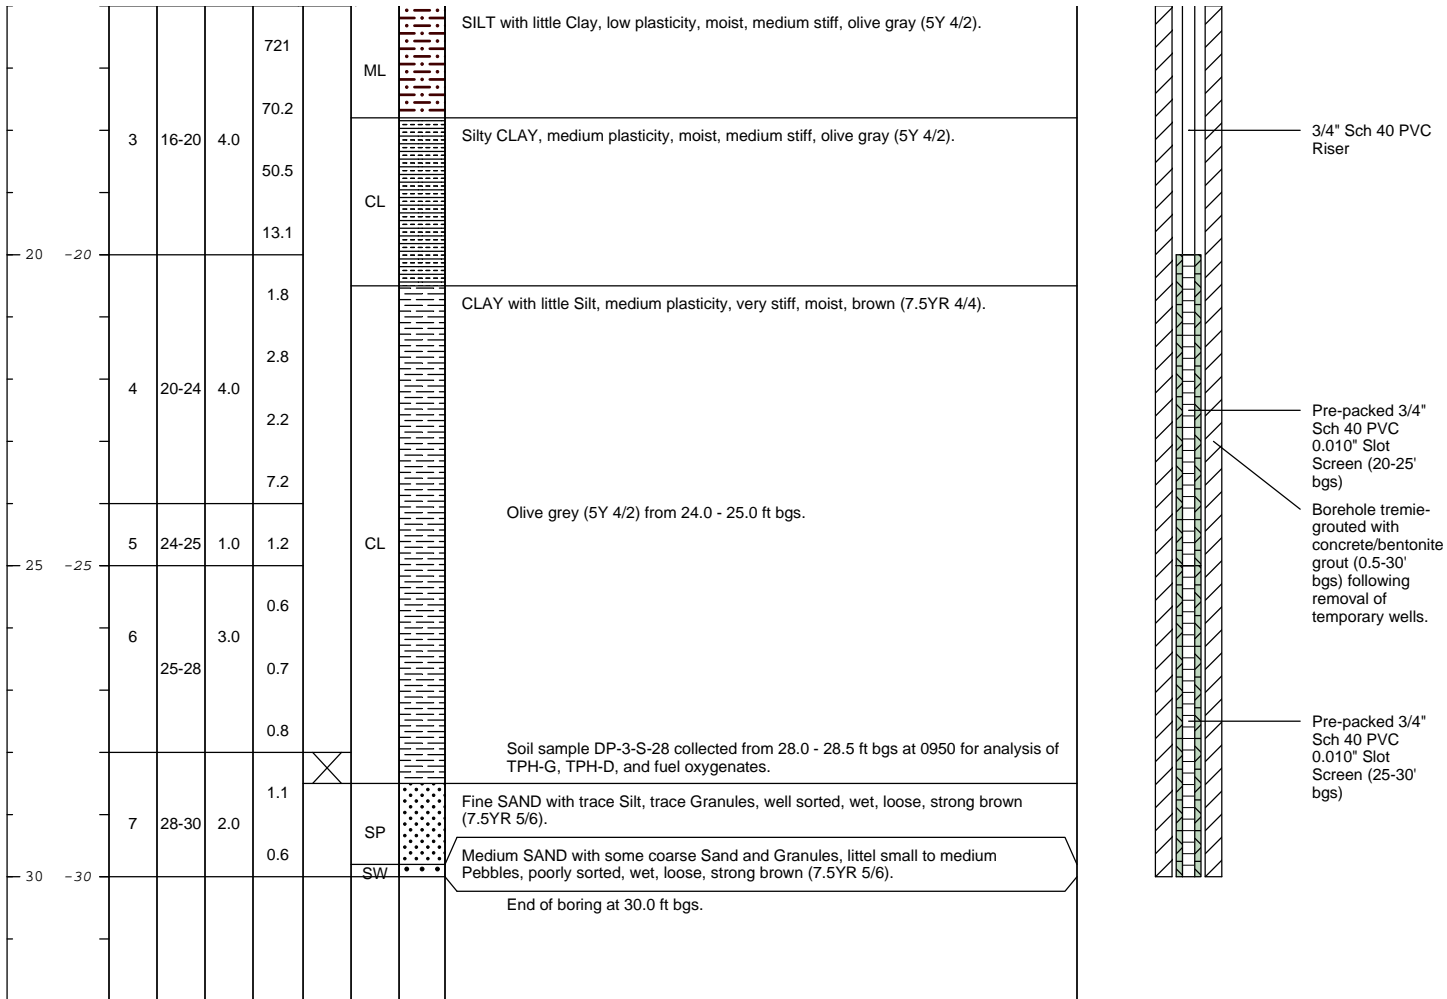 SILT with little Clay, low plasticity, moist, medium stiff, olive gray (5Y 4/2).
721
ML
70.2
3 16-20 4.0
Silty CLAY, medium plasticity, moist, medium stiff, olive gray (5Y 4/2).
3/4" Sch 40 PVC
Riser
50.5
CL
13.1
20 -20
1.8
CLAY with little Silt, medium plasticity, very stiff, moist, brown (7.5YR 4/4).
2.8
4 20-24 4.0
2.2
Pre-packed 3/4"
Sch 40 PVC
0.010" Slot
Screen (20-25'
bgs)
7.2
Olive grey (5Y 4/2) from 24.0 - 25.0 ft bgs.
Borehole tremie-
grouted with
concrete/bentonite
grout (0.5-30'
bgs) following
removal of
temporary wells.
5 24-25 1.0 1.2 CL
25 -25
0.6
6 3.0
25-28 0.7
0.8
Soil sample DP-3-S-28 collected from 28.0 - 28.5 ft bgs at 0950 for analysis of
TPH-G, TPH-D, and fuel oxygenates.
Pre-packed 3/4"
Sch 40 PVC
0.010" Slot
Screen (25-30'
bgs)
1.1
Fine SAND with trace Silt, trace Granules, well sorted, wet, loose, strong brown
(7.5YR 5/6).
7 28-30 2.0 SP
0.6
Medium SAND with some coarse Sand and Granules, littel small to medium
Pebbles, poorly sorted, wet, loose, strong brown (7.5YR 5/6).
SW
30 -30
End of boring at 30.0 ft bgs.